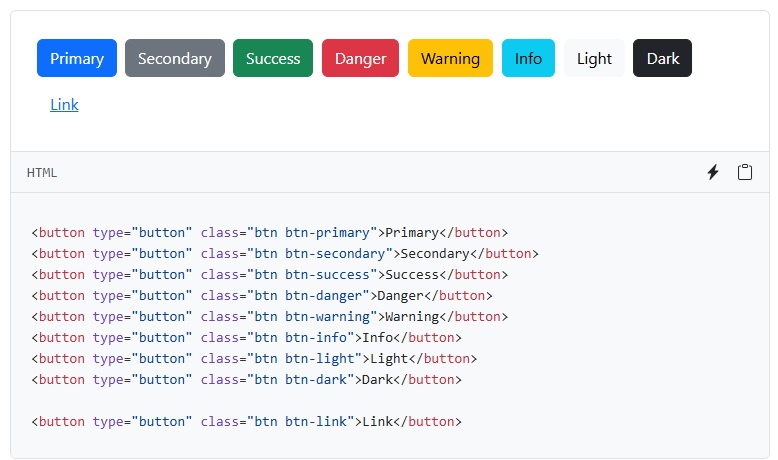 Primary Secondary Success Danger Warning Info Light Dark
Link
HTML
<button type="button" class="btn btn-primary">Primary</button>
<button type="button" class="btn btn-secondary">Secondary</button>
<button type="button" class="btn btn-success">Success</button>
<button type="button" class="btn btn-danger">Danger</button>
<button type="button" class="btn btn-warning">Warning</button>
<button type="button" class="btn btn-info">Info</button>
<button type="button" class="btn btn-light">Light</button>
<button type="button" class="btn btn-dark">Dark</button>
<button type="button" class="btn btn-link">Link</button>